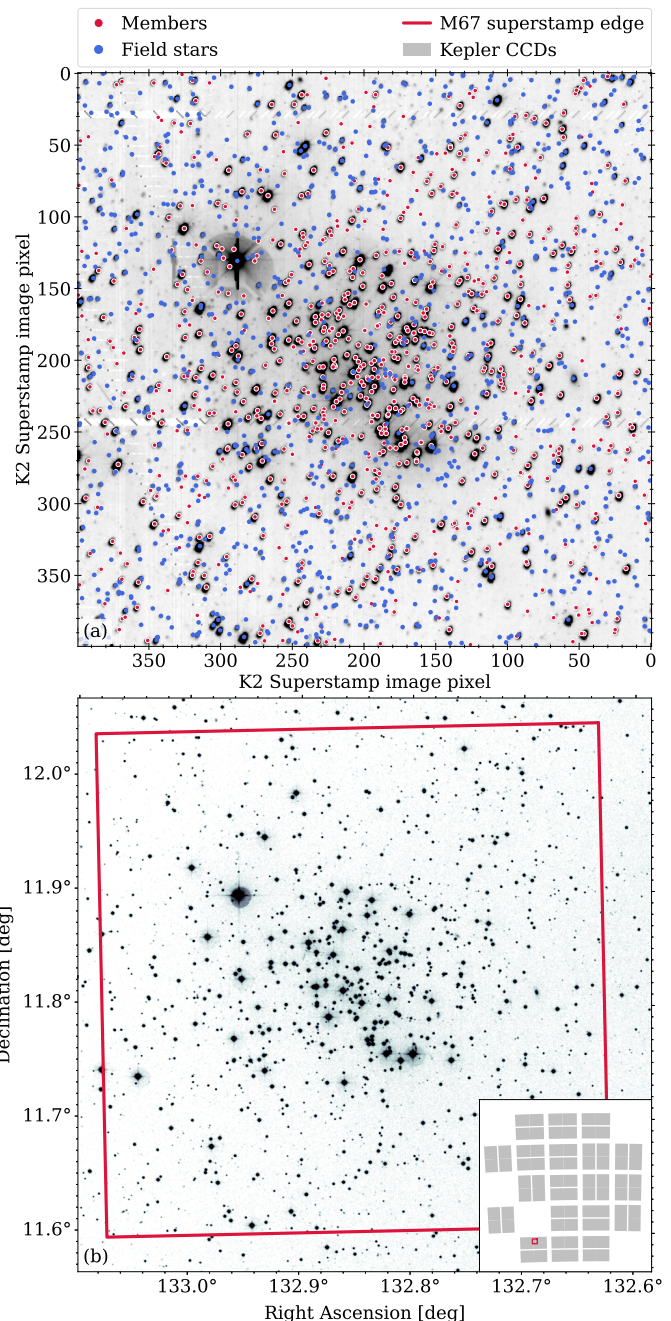 Members
Field stars
M67 superstamp edge
Kepler CCDs
0
50
100
150
200
250
300
350
K2 Superstamp image pixel
(a)
350 300 250 200 150 100 50 0
K2 Superstamp image pixel
12.0°
11.9°
11.8°
11.7°
11.6°
Declination [deg]
(b)
133.0° 132.9° 132.8° 132.7° 132.6°
Right Ascension [deg]